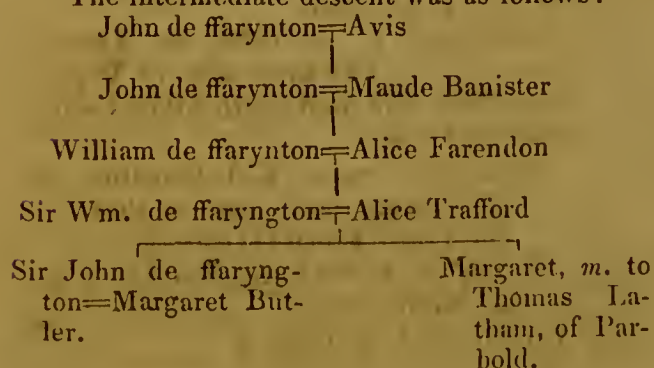 The intermediate descent was as follows:
John de ffarynton=Avis
John de ffarynton=Maude Banister
William de ffarynton=Alice Farendon
Sir Wm. de ffaryngton=Alice Trafford
Sir John de ffaryng-
ton=Margaret But-
ler.
Margaret, m. to
Thomas La-
tham, of Par-
bold.